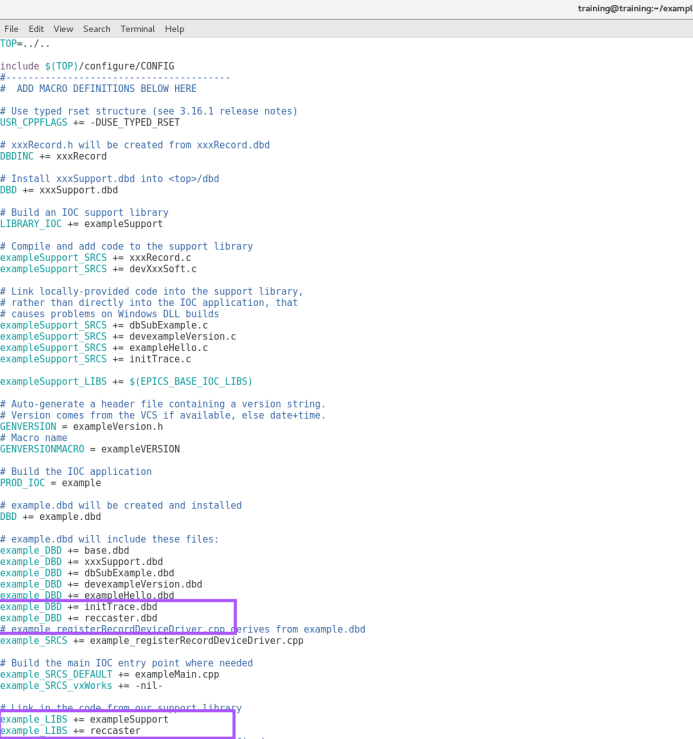 training@training:~/exampl
File Edit View Search Terminal Help
TOP=../..
include $(TOP)/configure/CONFIG
#----------------------------------------
#  ADD MACRO DEFINITIONS BELOW HERE
# Use typed rset structure (see 3.16.1 release notes)
USR_CPPFLAGS += -DUSE_TYPED_RSET
# xxxRecord.h will be created from xxxRecord.dbd
DBDINC += xxxRecord
# Install xxxSupport.dbd into <top>/dbd
DBD += xxxSupport.dbd
# Build an IOC support library
LIBRARY_IOC += exampleSupport
# Compile and add code to the support library
exampleSupport_SRCS += xxxRecord.c
exampleSupport_SRCS += devXxxSoft.c
# Link locally-provided code into the support library,
# rather than directly into the IOC application, that
# causes problems on Windows DLL builds
exampleSupport_SRCS += dbSubExample.c
exampleSupport_SRCS += devexampleVersion.c
exampleSupport_SRCS += exampleHello.c
exampleSupport_SRCS += initTrace.c
exampleSupport_LIBS += $(EPICS_BASE_IOC_LIBS)
# Auto-generate a header file containing a version string.
# Version comes from the VCS if available, else date+time.
GENVERSION = exampleVersion.h
# Macro name
GENVERSIONMACRO = exampleVERSION
# Build the IOC application
PROD_IOC = example
# example.dbd will be created and installed
DBD += example.dbd
# example.dbd will include these files:
example_DBD += base.dbd
example_DBD += xxxSupport.dbd
example_DBD += dbSubExample.dbd
example_DBD += devexampleVersion.dbd
example_DBD += exampleHello.dbd
example_DBD += initTrace.dbd
example_DBD += reccaster.dbd
# example_registerRecordDeviceDriver.cpp derives from example.dbd
example_SRCS += example_registerRecordDeviceDriver.cpp
# Build the main IOC entry point where needed
example_SRCS_DEFAULT += exampleMain.cpp
example_SRCS_vxWorks += -nil-
# Link in the code from our support library
example_LIBS += exampleSupport
example_LIBS += reccaster